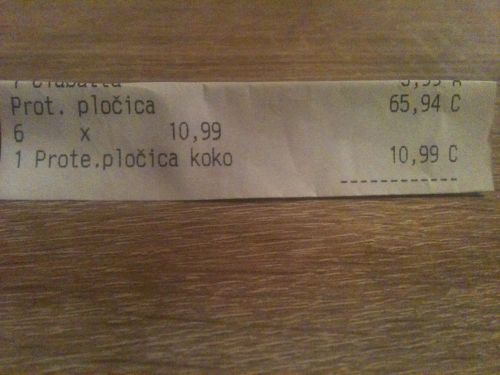 Prot. pločica 65,94 C
6 x 10,99
1 Prote.pločica koko 10,99 C
------------